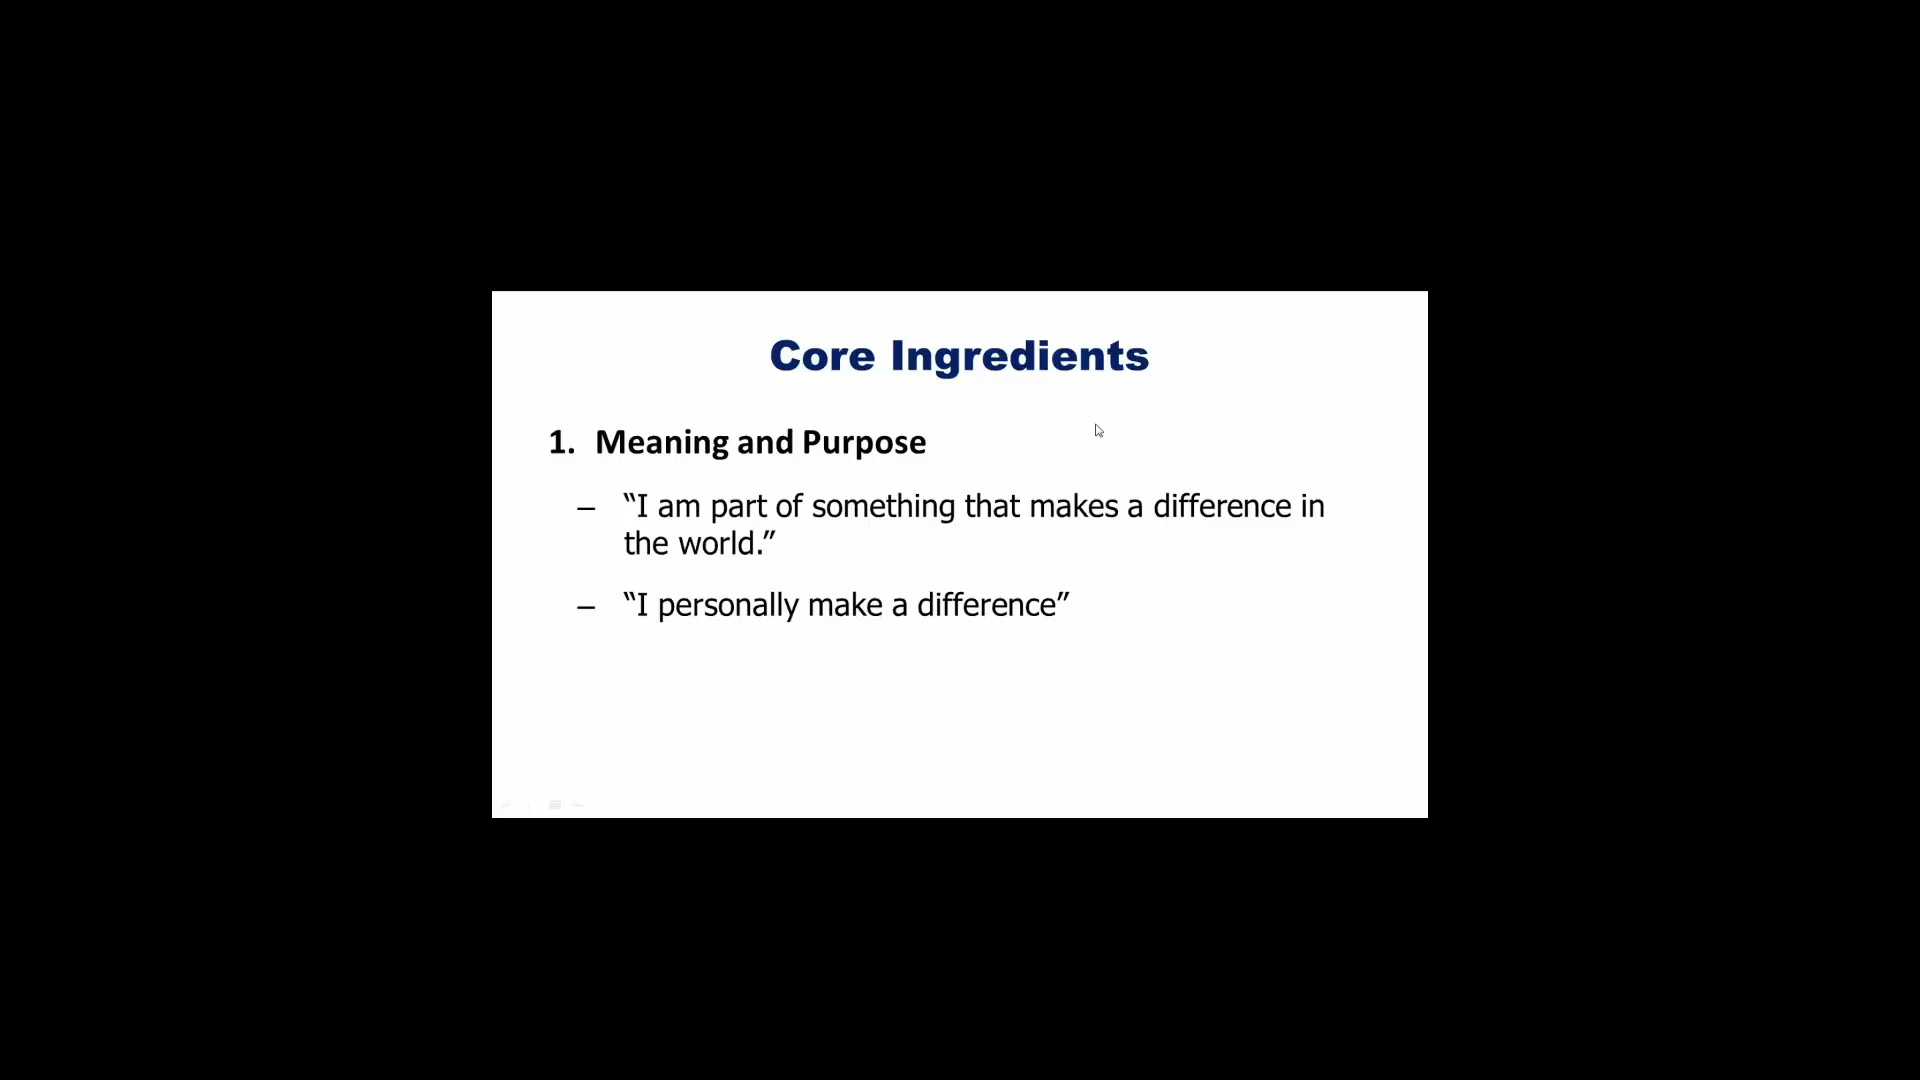 Core Ingredients
1. Meaning and Purpose
– “I am part of something that makes a difference in
the world.”
– “I personally make a difference”